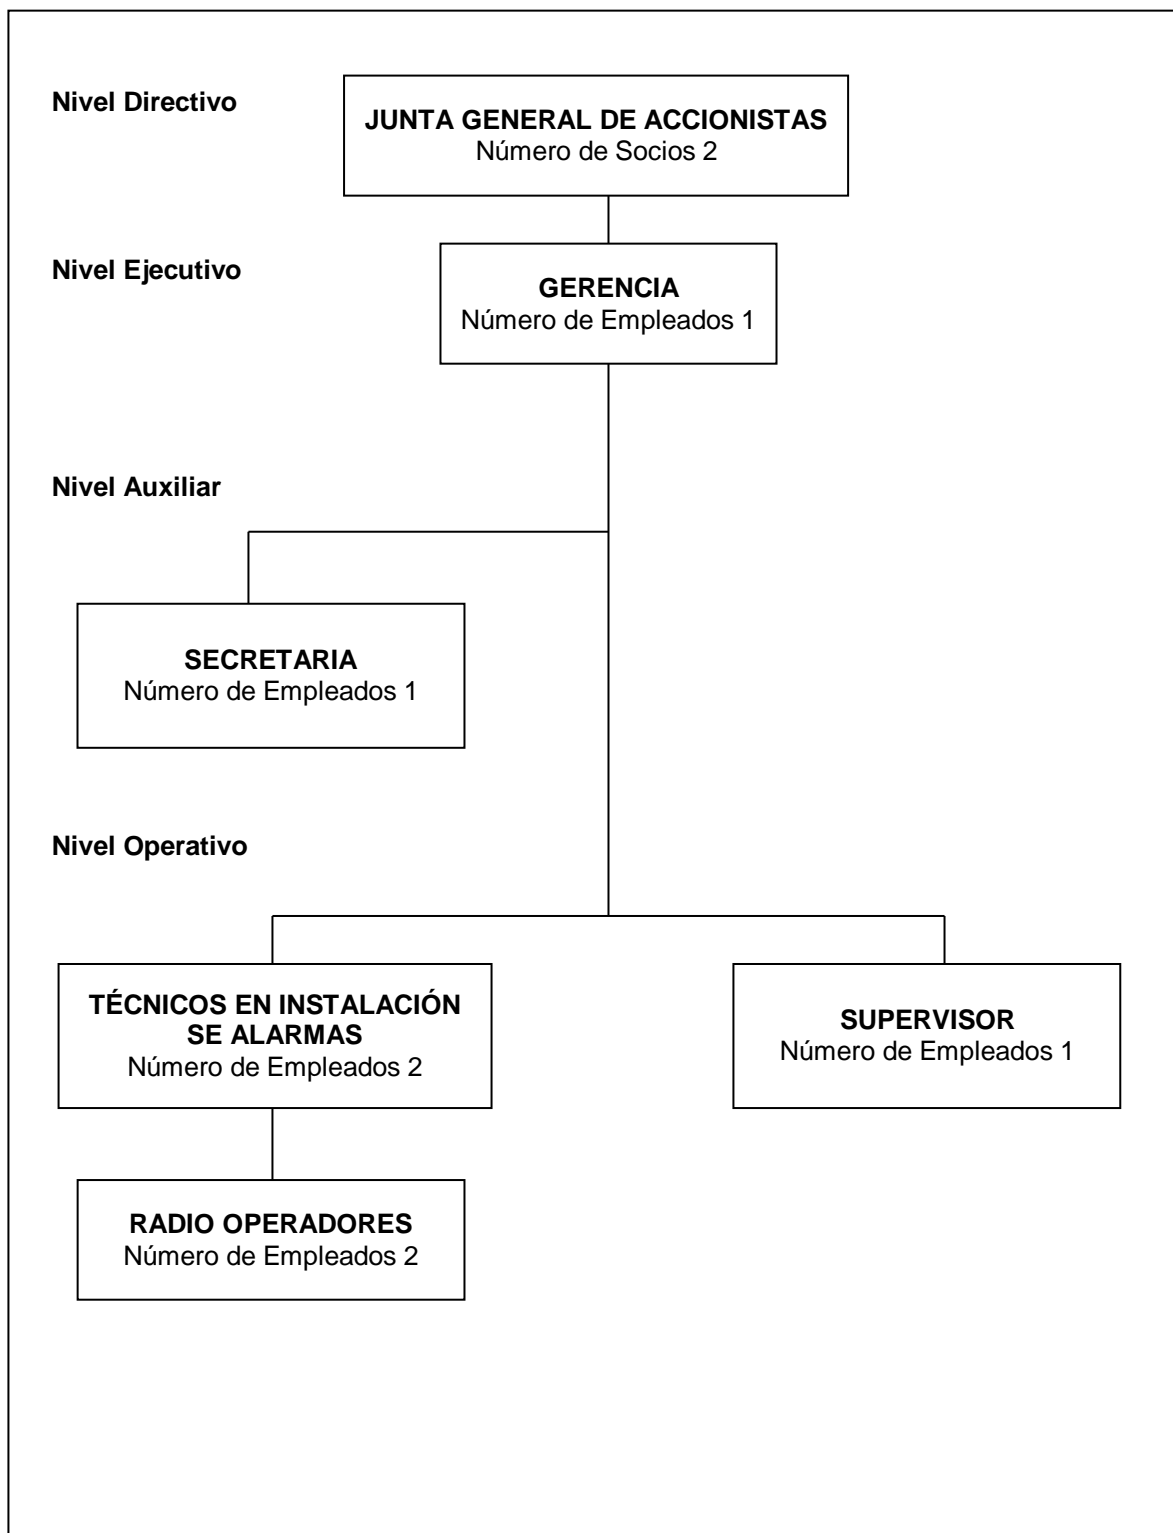 Nivel Directivo
JUNTA GENERAL DE ACCIONISTAS
Número de Socios 2
Nivel Ejecutivo
GERENCIA
Número de Empleados 1
Nivel Auxiliar
SECRETARIA
Número de Empleados 1
Nivel Operativo
TÉCNICOS EN INSTALACIÓN
SE ALARMAS
Número de Empleados 2
SUPERVISOR
Número de Empleados 1
RADIO OPERADORES
Número de Empleados 2